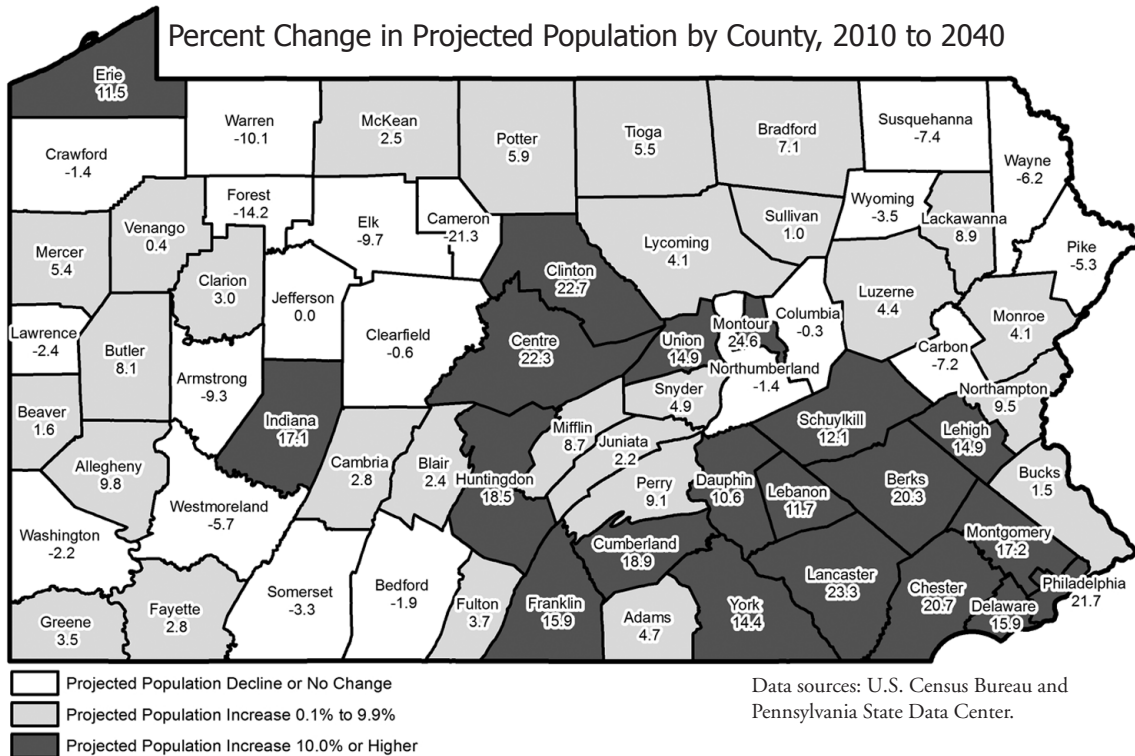 Percent Change in Projected Population by County, 2010 to 2040
Erie
11.5
Warren
-10.1
McKean
2.5
Potter
5.9
Tioga
5.5
Bradford
7.1
Susquehanna
-7.4
Wayne
-6.2
Crawford
-1.4
Forest
-14.2
Elk
-9.7
Cameron
-21.3
Sullivan
1.0
Wyoming
-3.5
Lackawanna
8.9
Pike
-5.3
Mercer
5.4
Venango
0.4
Clarion
3.0
Jefferson
0.0
Clinton
22.7
Lycoming
4.1
Luzerne
4.4
Monroe
4.1
Lawrence
-2.4
Butler
8.1
Armstrong
-9.3
Clearfield
-0.6
Centre
22.3
Union
14.9
Montour
24.6
Columbia
-0.3
Carbon
-7.2
Northumberland
-1.4
Snyder
4.9
Northampton
9.5
Beaver
1.6
Indiana
17.1
Mifflin
8.7
Juniata
2.2
Schuylkill
12.1
Lehigh
14.9
Allegheny
9.8
Cambria
2.8
Blair
2.4
Huntingdon
18.5
Perry
9.1
Dauphin
10.6
Lebanon
11.7
Berks
20.3
Bucks
1.5
Westmoreland
-5.7
Washington
-2.2
Cumberland
18.9
Montgomery
17.2
Somerset
-3.3
Bedford
-1.9
Fulton
3.7
Franklin
15.9
Adams
4.7
York
14.4
Lancaster
23.3
Chester
20.7
Delaware
15.9
Philadelphia
21.7
Greene
3.5
Fayette
2.8
Projected Population Decline or No Change
Projected Population Increase 0.1% to 9.9%
Projected Population Increase 10.0% or Higher
Data sources: U.S. Census Bureau and
Pennsylvania State Data Center.